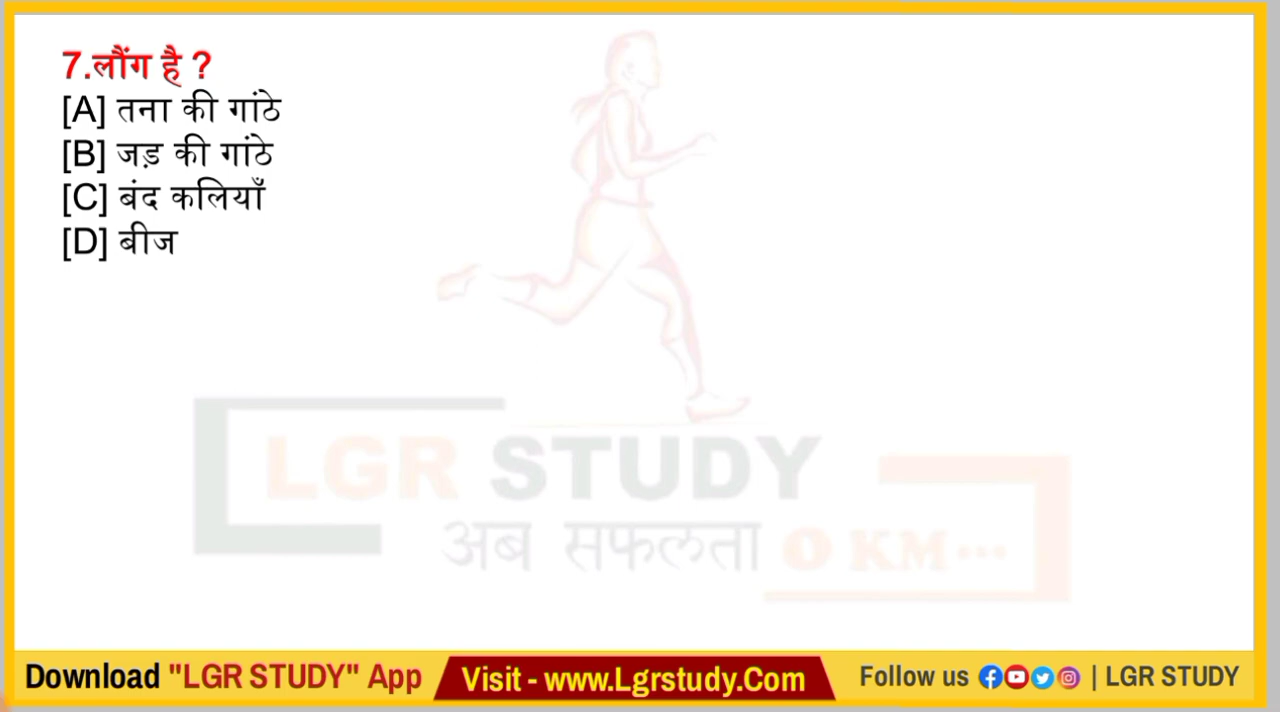 7.लौंग है ?
[A] तना की गांठे
[B] जड़ की गांठे
[C] बंद कलियाँ
[D] बीज
LGR STUDY
अब सफलता 0 KM...
Download "LGR STUDY" App
Visit - www.Lgrstudy.Com
Follow us | LGR STUDY